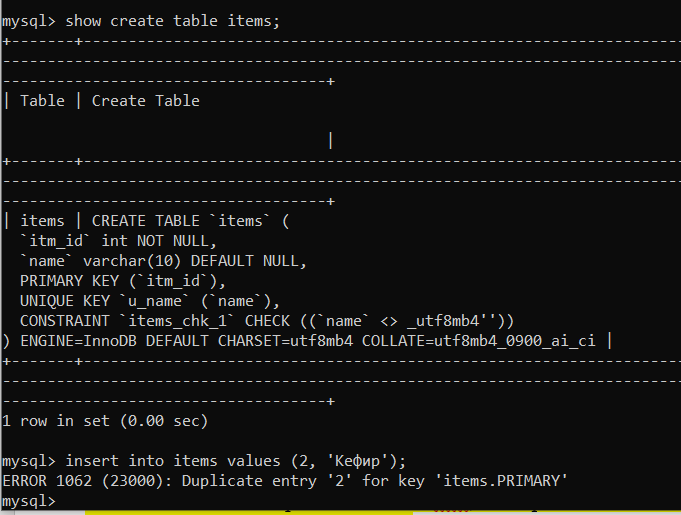 mysql> show create table items;
+-------+-------------------------------------------------------------------
--------------------------------------------------------------------------
------------------------------------+
| Table | Create Table
|
+-------+-------------------------------------------------------------------
--------------------------------------------------------------------------
------------------------------------+
| items | CREATE TABLE `items` (
`itm_id` int NOT NULL,
`name` varchar(10) DEFAULT NULL,
PRIMARY KEY (`itm_id`),
UNIQUE KEY `u_name` (`name`),
CONSTRAINT `items_chk_1` CHECK ((`name` <> _utf8mb4''))
) ENGINE=InnoDB DEFAULT CHARSET=utf8mb4 COLLATE=utf8mb4_0900_ai_ci |
+-------+-------------------------------------------------------------------
--------------------------------------------------------------------------
------------------------------------+
1 row in set (0.00 sec)
mysql> insert into items values (2, 'Кефир');
ERROR 1062 (23000): Duplicate entry '2' for key 'items.PRIMARY'
mysql>